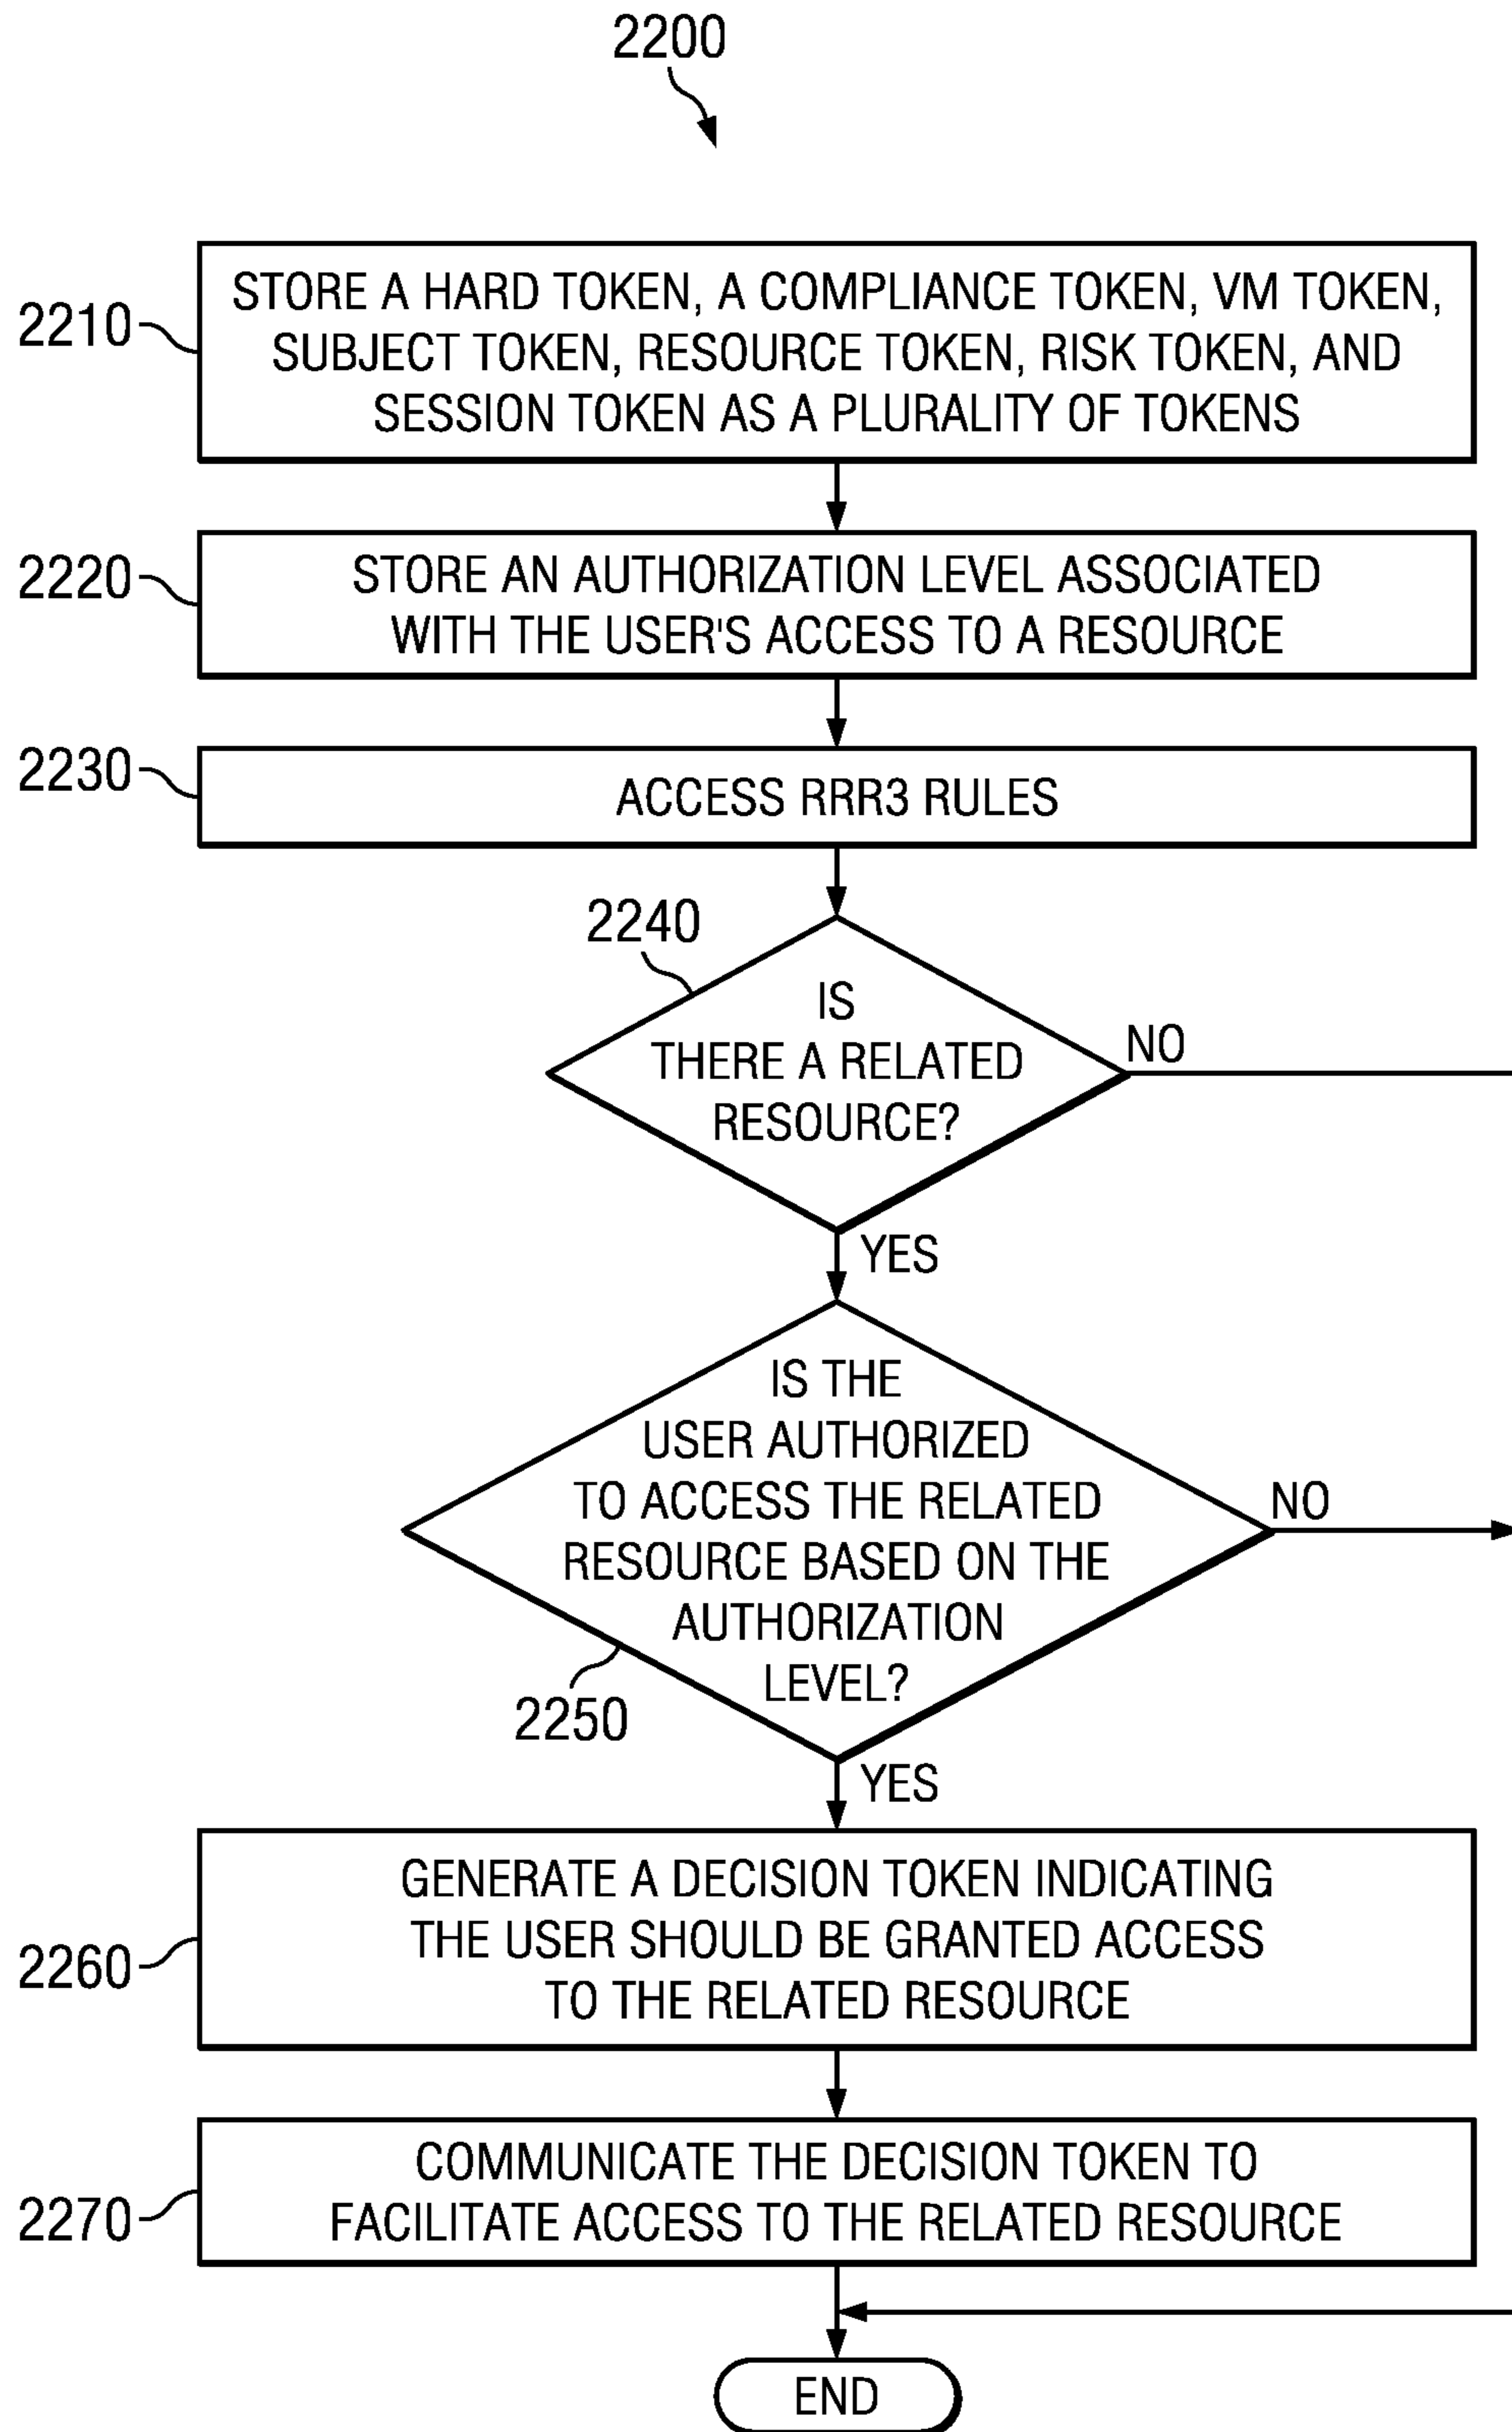 2200
2210
STORE A HARD TOKEN, A COMPLIANCE TOKEN, VM TOKEN,
SUBJECT TOKEN, RESOURCE TOKEN, RISK TOKEN, AND
SESSION TOKEN AS A PLURALITY OF TOKENS
2220
STORE AN AUTHORIZATION LEVEL ASSOCIATED
WITH THE USER'S ACCESS TO A RESOURCE
2230
ACCESS RRR3 RULES
2240
IS
THERE A RELATED
RESOURCE?
NO
YES
IS THE
USER AUTHORIZED
TO ACCESS THE RELATED
RESOURCE BASED ON THE
AUTHORIZATION
LEVEL?
NO
2250
YES
2260
GENERATE A DECISION TOKEN INDICATING
THE USER SHOULD BE GRANTED ACCESS
TO THE RELATED RESOURCE
2270
COMMUNICATE THE DECISION TOKEN TO
FACILITATE ACCESS TO THE RELATED RESOURCE
END